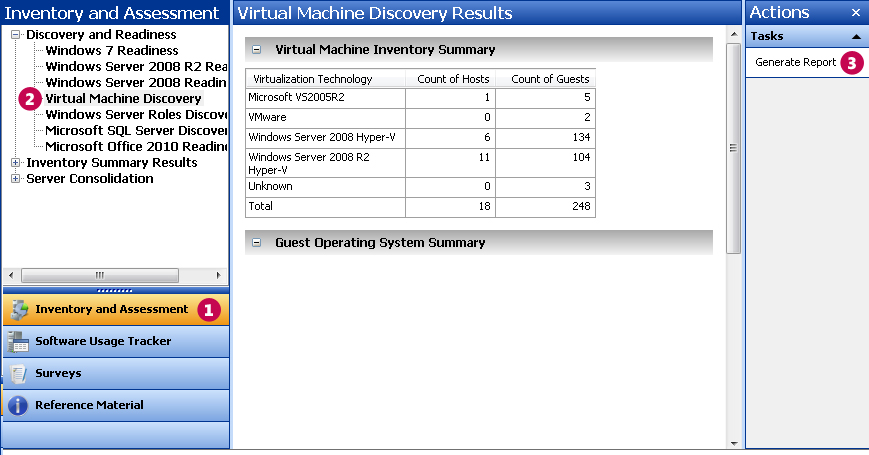 Inventory and Assessment
Discovery and Readiness
Windows 7 Readiness
Windows Server 2008 R2 Rea
Windows Server 2008 Readin
2 Virtual Machine Discovery
Windows Server Roles Discov
Microsoft SQL Server Discover
Microsoft Office 2010 Readine
Inventory Summary Results
Server Consolidation
Inventory and Assessment 1
Software Usage Tracker
Surveys
Reference Material
Virtual Machine Discovery Results
Virtual Machine Inventory Summary
Virtualization Technology Count of Hosts Count of Guests
Microsoft VS2005R2 1 5
VMware 0 2
Windows Server 2008 Hyper-V 6 134
Windows Server 2008 R2 11 104
Hyper-V
Unknown 0 3
Total 18 248
Guest Operating System Summary
Actions
Tasks
Generate Report 3